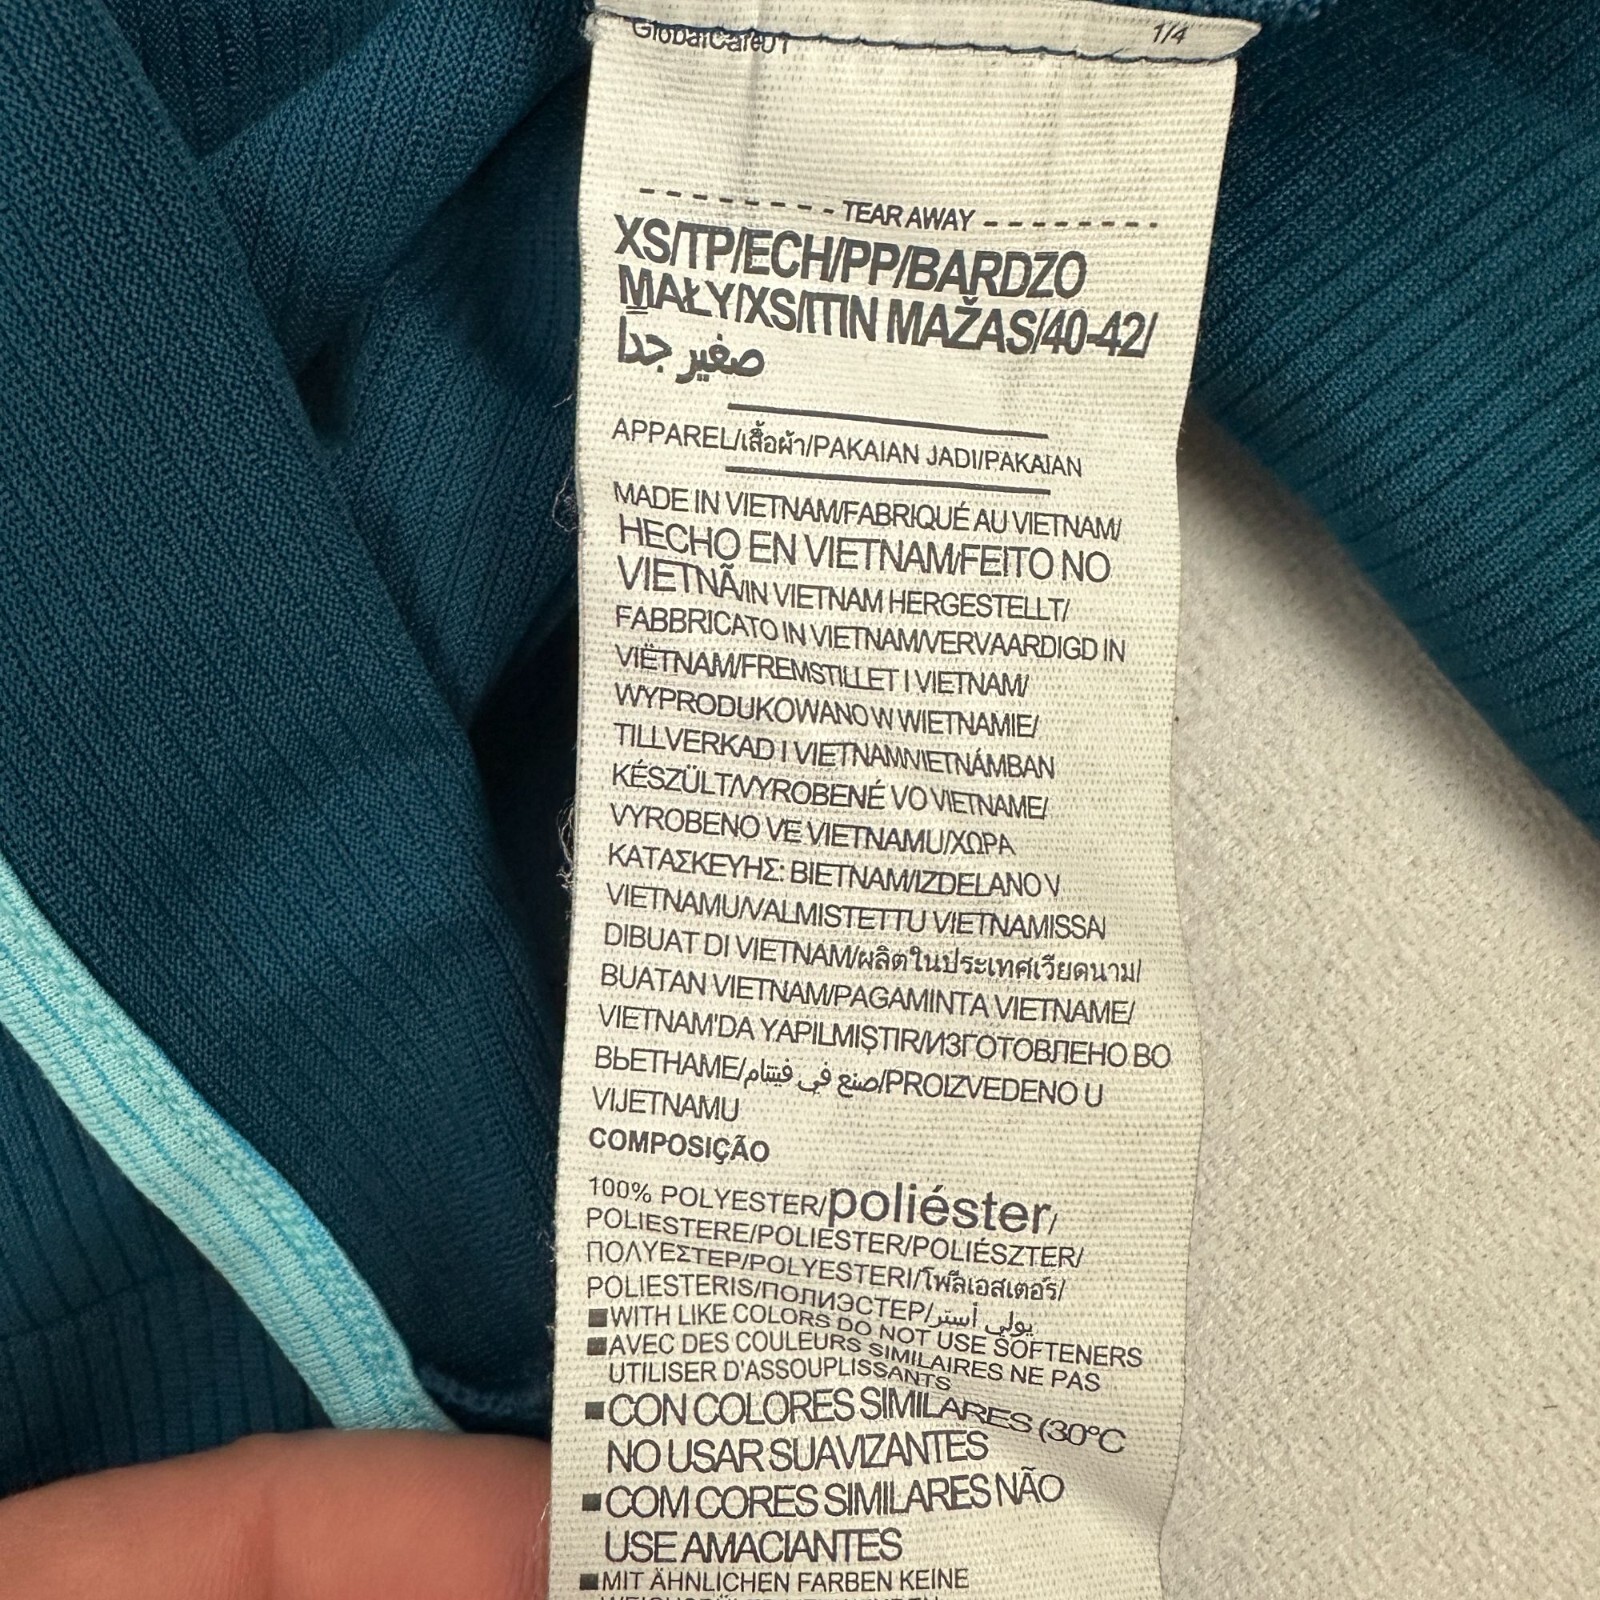 GlobalCare01 1/4
TEAR AWAY
XS/TP/ECH/PP/BARDZO
MAŁY/XS/ITIN MAŽAS/40-42/
صغير جداً
APPAREL/เสื้อผ้า/PAKAIAN JADI/PAKAIAN
MADE IN VIETNAM/FABRIQUÉ AU VIETNAM/
HECHO EN VIETNAM/FEITO NO
VIETNÃ/IN VIETNAM HERGESTELLT/
FABBRICATO IN VIETNAM/VERVAARDIGD IN
VIËTNAM/FREMSTILLET I VIETNAM/
WYPRODUKOWANO W WIETNAMIE/
TILLVERKAD I VIETNAM/VIETNÁMBAN
KÉSZÜLT/VYROBENÉ VO VIETNAME/
VYROBENO VE VIETNAMU/ΧΩΡΑ
ΚΑΤΑΣΚΕΥΗΣ: ΒΙΕΤΝΑΜ/IZDELANO V
VIETNAMU/VALMISTETTU VIETNAMISSA/
DIBUAT DI VIETNAM/ผลิตในประเทศเวียดนาม/
BUATAN VIETNAM/PAGAMINTA VIETNAME/
VIETNAM'DA YAPILMIŞTIR/ИЗГОТОВЛЕНО ВО
ВЬЕТНАМЕ/صنع في فيتنام/PROIZVEDENO U
VIJETNAMU
COMPOSIÇÃO
100% POLYESTER/poliéster/
POLIESTERE/POLIESTER/POLIÉSZTER/
ΠΟΛΥΕΣΤΕΡ/POLYESTERI/โพลีเอสเตอร์/
POLIESTERIS/ПОЛИЭСТЕР/يولي أستر
■WITH LIKE COLORS DO NOT USE SOFTENERS
■AVEC DES COULEURS SIMILAIRES NE PAS
UTILISER D'ASSOUPLISSANTS
■CON COLORES SIMILARES (30°C
NO USAR SUAVIZANTES
■COM CORES SIMILARES NÃO
USE AMACIANTES
■MIT ÄHNLICHEN FARBEN KEINE